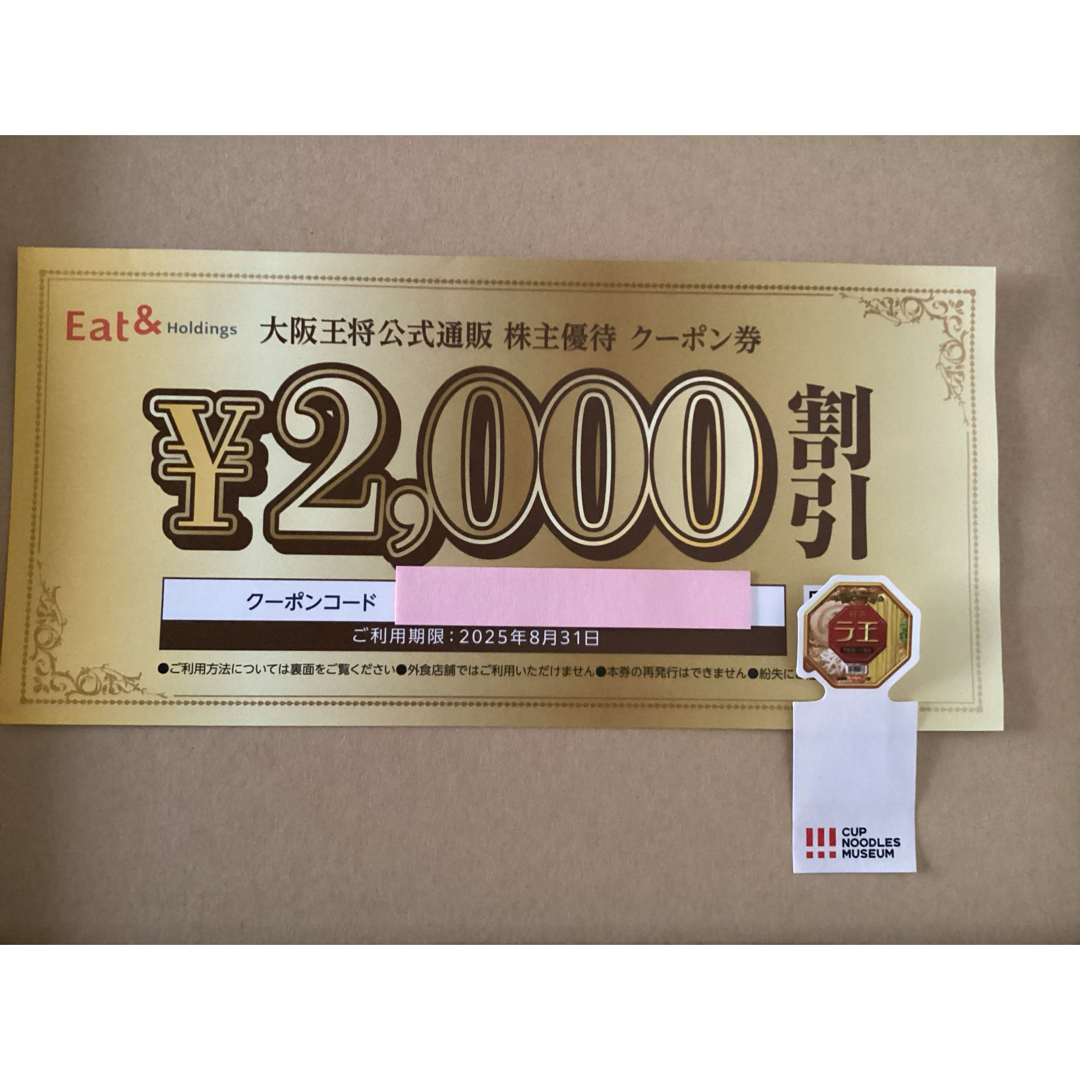 Eat& Holdings 大阪王将公式通販 株主優待 クーポン券
¥2,000割引
クーポンコード
ご利用期限：2025年8月31日
●ご利用方法については裏面をご覧ください●外食店舗ではご利用いただけません●本券の再発行はできません●紛失に
ラ王
CUP
NOODLES
MUSEUM